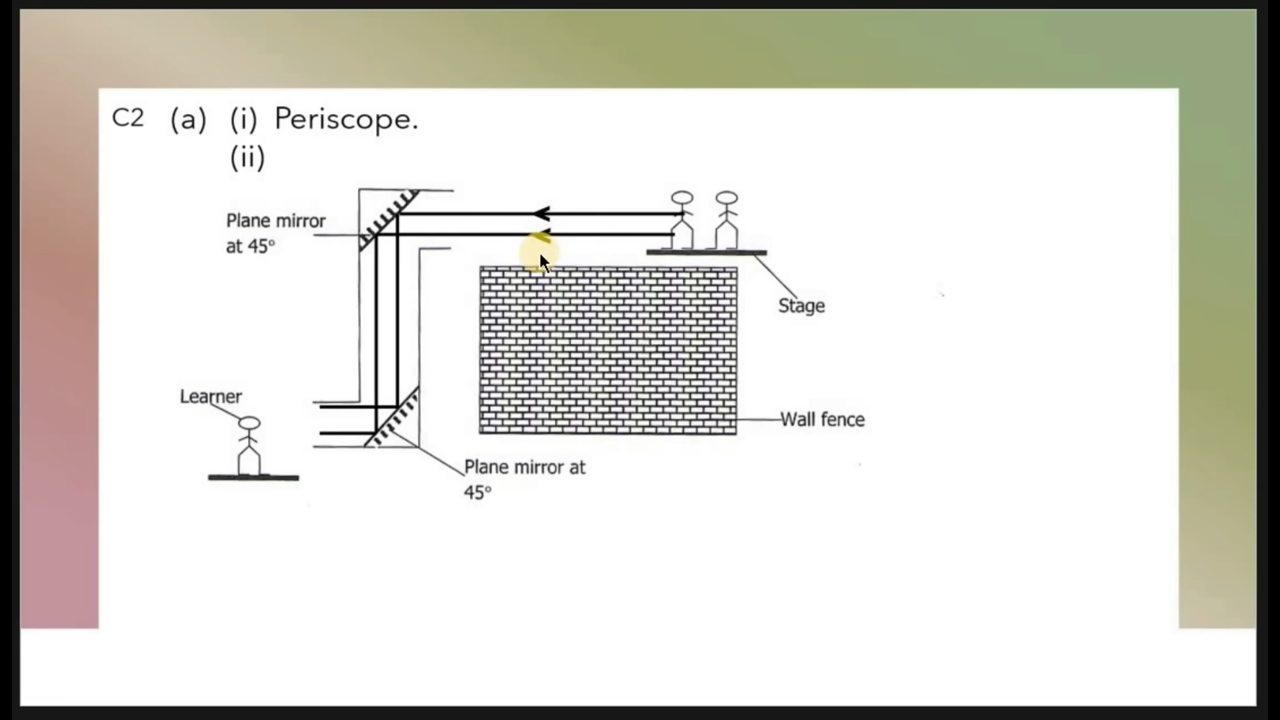 C2 (a) (i) Periscope.
(ii)
Plane mirror
at 45°
Stage
Learner
Wall fence
Plane mirror at
45°